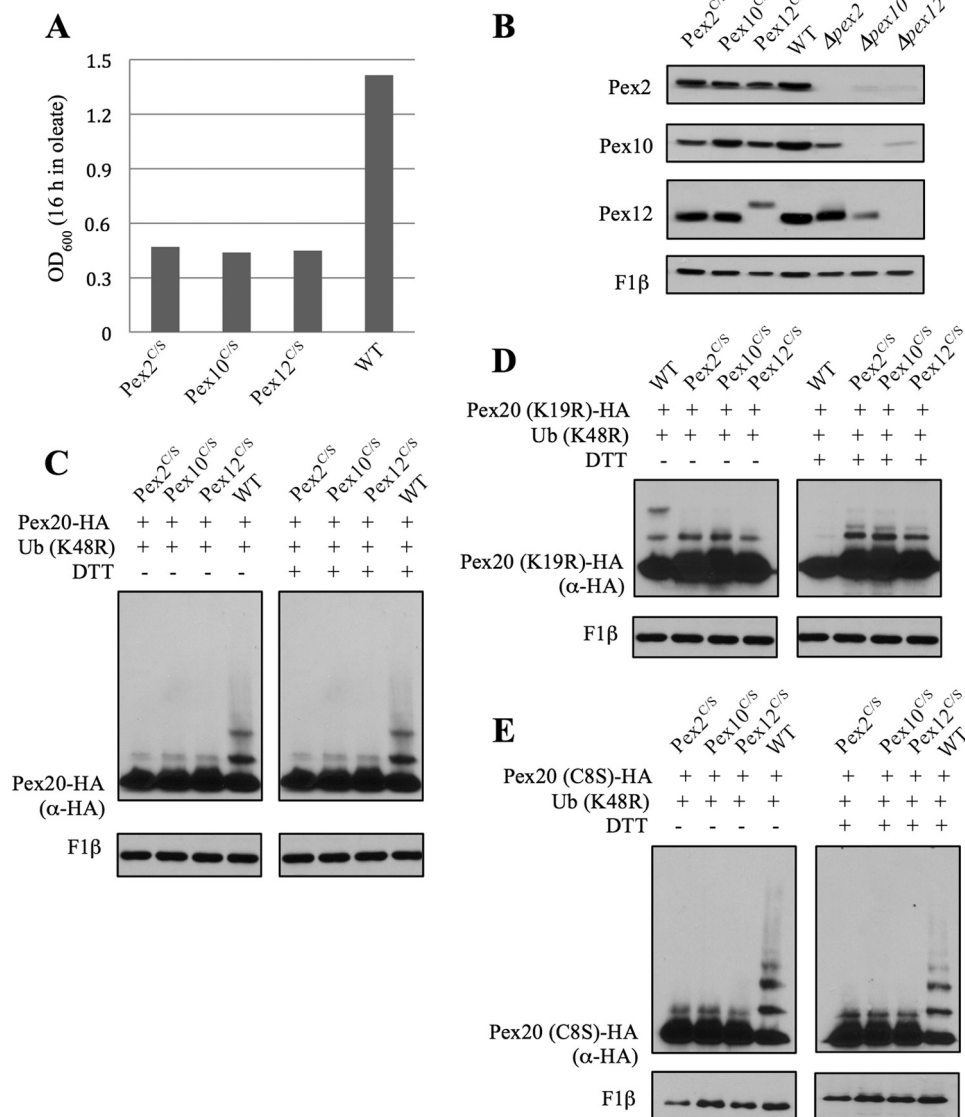 A
OD600 (16 h in oleate)
1.5
1.2
0.9
0.6
0.3
0
Pex2C/S
Pex10C/S
Pex12C/S
WT
B
Pex2C/S
Pex10C
Pex12C
WT
Δpex2
Δpex10
Δpex12
Pex2
Pex10
Pex12
F1β
C
Pex2C/S Pex10C/S Pex12C/S WT Pex2C/S Pex10C/S Pex12C/S WT
Pex20-HA + + + + + + + +
Ub (K48R) + + + + + + + +
DTT - - - - + + + +
Pex20-HA
(α-HA)
F1β
D
WT Pex2C/S Pex10C/S Pex12C/S WT Pex2C/S Pex10C/S Pex12C/S
Pex20 (K19R)-HA + + + + + + + +
Ub (K48R) + + + + + + + +
DTT - - - - + + + +
Pex20 (K19R)-HA
(α-HA)
F1β
E
Pex2C/S Pex10C/S Pex12C/S WT Pex2C/S Pex10C/S Pex12C/S WT
Pex20 (C8S)-HA + + + + + + + +
Ub (K48R) + + + + + + + +
DTT - - - - + + + +
Pex20 (C8S)-HA
(α-HA)
F1β